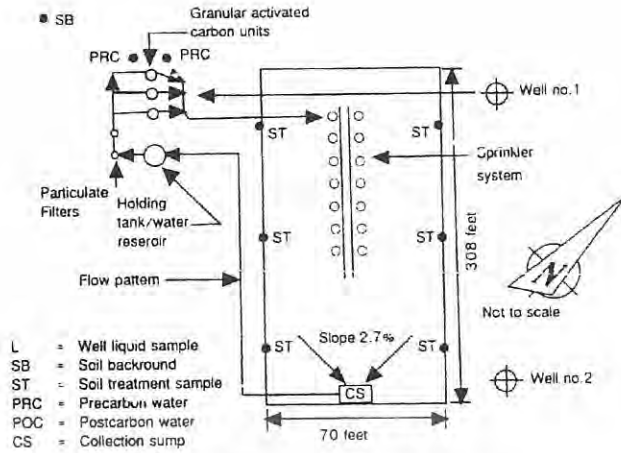 SB
Granular activated
carbon units
PRC
PRC
Well no.1
ST
ST
Sprinkler
system
Particulate
Filters
Holding
tank/water
reseroir
308 feet
ST
ST
N
Flow pattern
Not to scale
Slope 2.7%
ST
ST
CS
Well no.2
70 feet
L = Well liquid sample
SB = Soil backround
ST = Soil treatment sample
PRC = Precarbon water
POC = Postcarbon water
CS = Collection sump